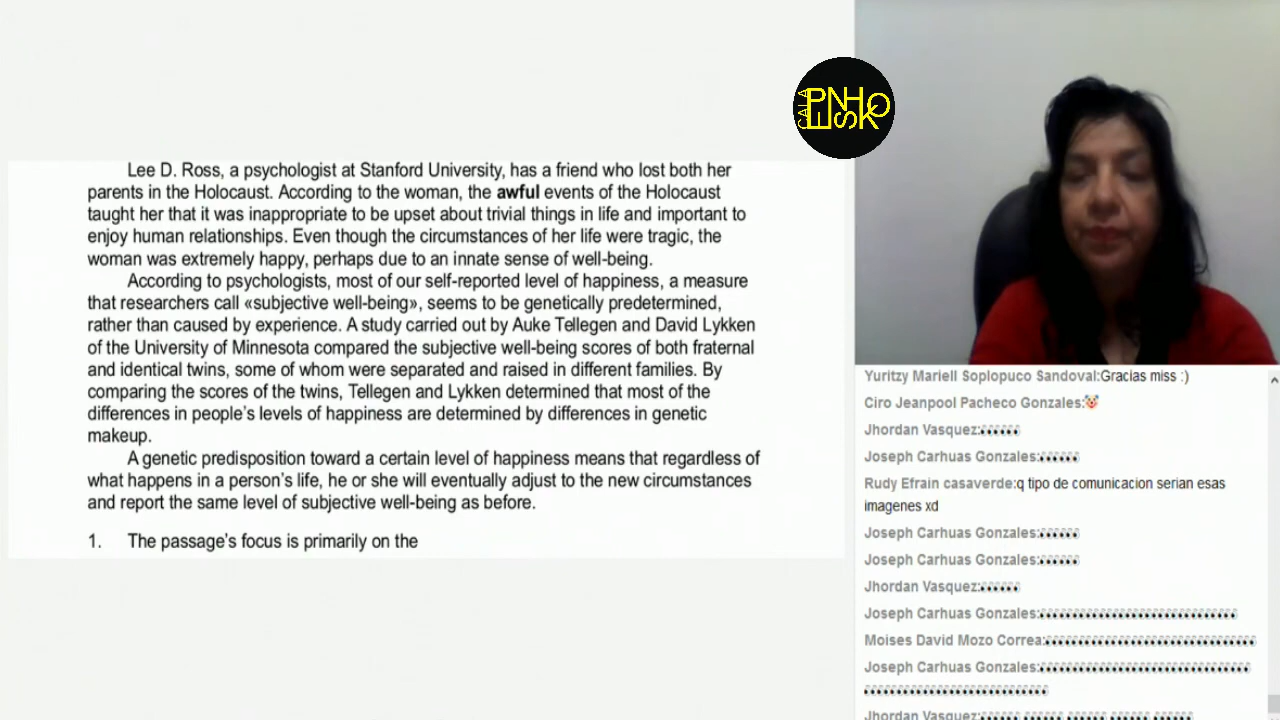 Lee D. Ross, a psychologist at Stanford University, has a friend who lost both her
parents in the Holocaust. According to the woman, the awful events of the Holocaust
taught her that it was inappropriate to be upset about trivial things in life and important to
enjoy human relationships. Even though the circumstances of her life were tragic, the
woman was extremely happy, perhaps due to an innate sense of well-being.
According to psychologists, most of our self-reported level of happiness, a measure
that researchers call «subjective well-being», seems to be genetically predetermined,
rather than caused by experience. A study carried out by Auke Tellegen and David Lykken
of the University of Minnesota compared the subjective well-being scores of both fraternal
and identical twins, some of whom were separated and raised in different families. By
comparing the scores of the twins, Tellegen and Lykken determined that most of the
differences in people's levels of happiness are determined by differences in genetic
makeup.
A genetic predisposition toward a certain level of happiness means that regardless of
what happens in a person's life, he or she will eventually adjust to the new circumstances
and report the same level of subjective well-being as before.
1. The passage's focus is primarily on the
Yuritzy Mariell Soplopuco Sandoval:Gracias miss :)
Ciro Jeanpool Pacheco Gonzales:🤡
Jhordan Vasquez:
Joseph Carhuas Gonzales:
Rudy Efrain casaverde:q tipo de comunicacion serian esas
imagenes xd
Joseph Carhuas Gonzales:
Joseph Carhuas Gonzales:
Jhordan Vasquez:
Joseph Carhuas Gonzales:
Moises David Mozo Correa:
Joseph Carhuas Gonzales:
Jhordan Vasquez: